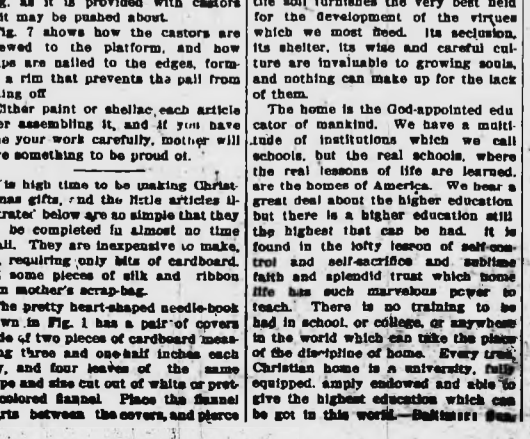 g, as it is provided with castors
it may be pushed about.
Fig. 7 shows how the castors are
ewed to the platform, and how
ps are nailed to the edges, form-
a rim that prevents the pail from
ing off
Either paint or shellac each article
er assembling it, and if you have
e your work carefully, mother will
e something to be proud of.
is high time to be making Christ-
mas gifts, and the little articles il-
trated below are so simple that they
be completed in almost no time
all. They are inexpensive to make,
requiring only bits of cardboard.
some pieces of silk and ribbon
m mother's scrap-bag.
The pretty heart-shaped needle-book
wn in Fig. 1 has a pair of covers
de of two pieces of cardboard meas-
ng three and one-half inches each
y, and four leaves of the same
pe and size cut out of white or pret-
colored flannel. Place the flannel
rts between the covers, and pierce
the soil furnishes the very best field
for the development of the virtues
which we most need. Its seclusion,
its shelter, its wise and careful cul-
ture are invaluable to growing souls,
and nothing can make up for the lack
of them.
The home is the God-appointed edu
cator of mankind. We have a multi-
tude of institutions which we call
schools, but the real schools, where
the real lessons of life are learned,
are the homes of America. We hear a
great deal about the higher education
but there is a higher education still
the highest that can be had. It is
found in the lofty lesson of self-con-
trol and self-sacrifice and sublime
faith and splendid trust which home
life has such marvelous power to
teach. There is no training to be
had in school, or college, or anywhere
in the world which can take the place
of the discipline of home. Every true,
Christian home is a university, fully
equipped, amply endowed and able to
give the highest education which can
be got in this world.—Baltimore